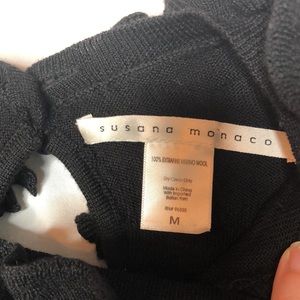 susana monaco
100% EXTRAFINE MERINO WOOL
Dry Clean Only
Made in China
with Imported
Italian Yarn
M